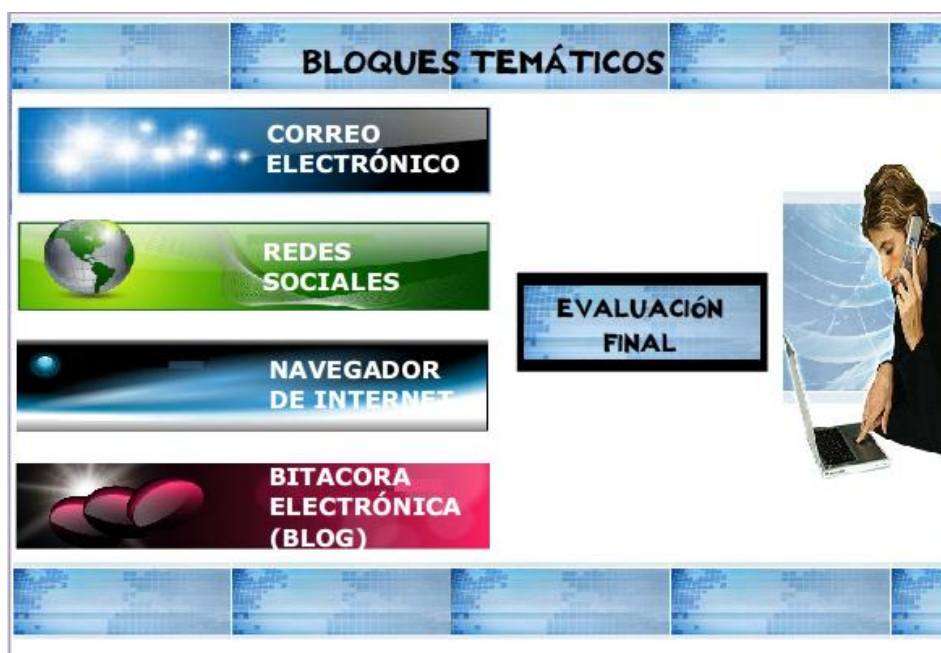 BLOQUES TEMÁTICOS
CORREO
ELECTRÓNICO
REDES
SOCIALES
NAVEGADOR
DE INTERNET
BITACORA
ELECTRÓNICA
(BLOG)
EVALUACIÓN
FINAL